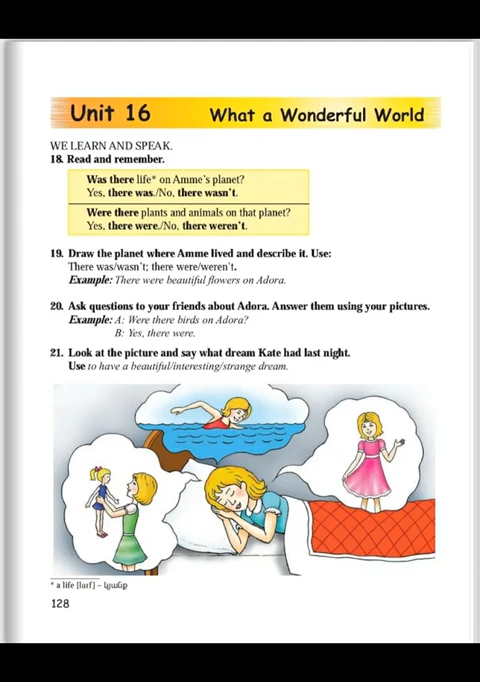 Unit 16 What a Wonderful World
WE LEARN AND SPEAK.
18. Read and remember.
Was there life* on Amme's planet?
Yes, there was./No, there wasn't.
Were there plants and animals on that planet?
Yes, there were./No, there weren't.
19. Draw the planet where Amme lived and describe it. Use:
There was/wasn't; there were/weren't.
Example: There were beautiful flowers on Adora.
20. Ask questions to your friends about Adora. Answer them using your pictures.
Example: A: Were there birds on Adora?
B: Yes, there were.
21. Look at the picture and say what dream Kate had last night.
Use to have a beautiful/interesting/strange dream.
* a life [laɪf] – կյանք
128